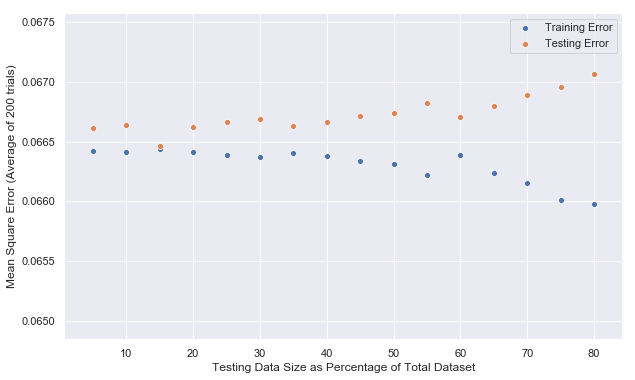 0.0675
0.0670
0.0665
0.0660
0.0655
0.0650
Mean Square Error (Average of 200 trials)
Training Error
Testing Error
10 20 30 40 50 60 70 80
Testing Data Size as Percentage of Total Dataset